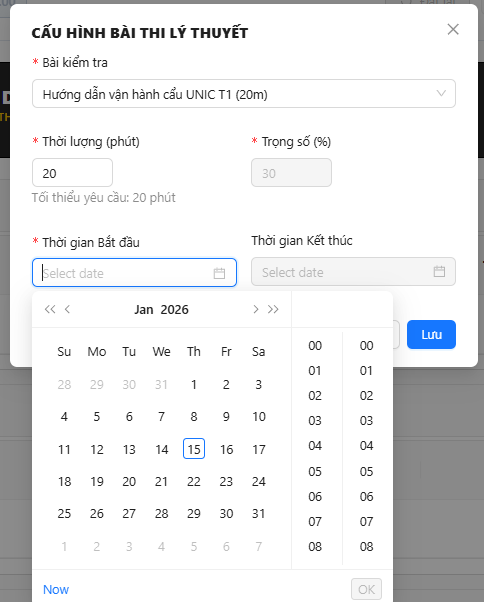 CẤU HÌNH BÀI THI LÝ THUYẾT
* Bài kiểm tra
Hướng dẫn vận hành cẩu UNIC T1 (20m)
* Thời lượng (phút)
* Trọng số (%)
20
30
Tối thiểu yêu cầu: 20 phút
* Thời gian Bắt đầu
Thời gian Kết thúc
Select date
Select date
Lưu
Jan 2026
Su Mo Tu We Th Fr Sa
28 29 30 31 1 2 3
4 5 6 7 8 9 10
11 12 13 14 15 16 17
18 19 20 21 22 23 24
25 26 27 28 29 30 31
1 2 3 4 5 6 7
00 00
01 01
02 02
03 03
04 04
05 05
06 06
07 07
08 08
Now
OK